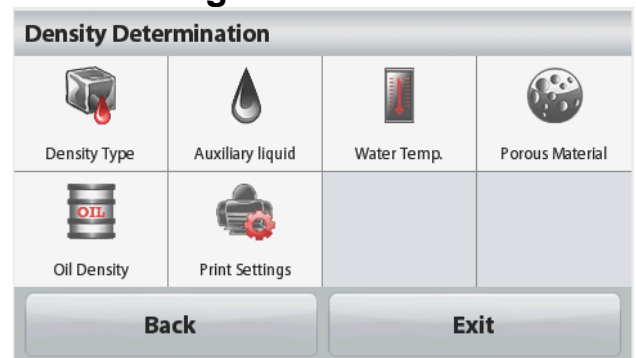 Density Determination
Density Type
Auxiliary liquid
Water Temp.
Porous Material
OIL
Oil Density
Print Settings
Back
Exit